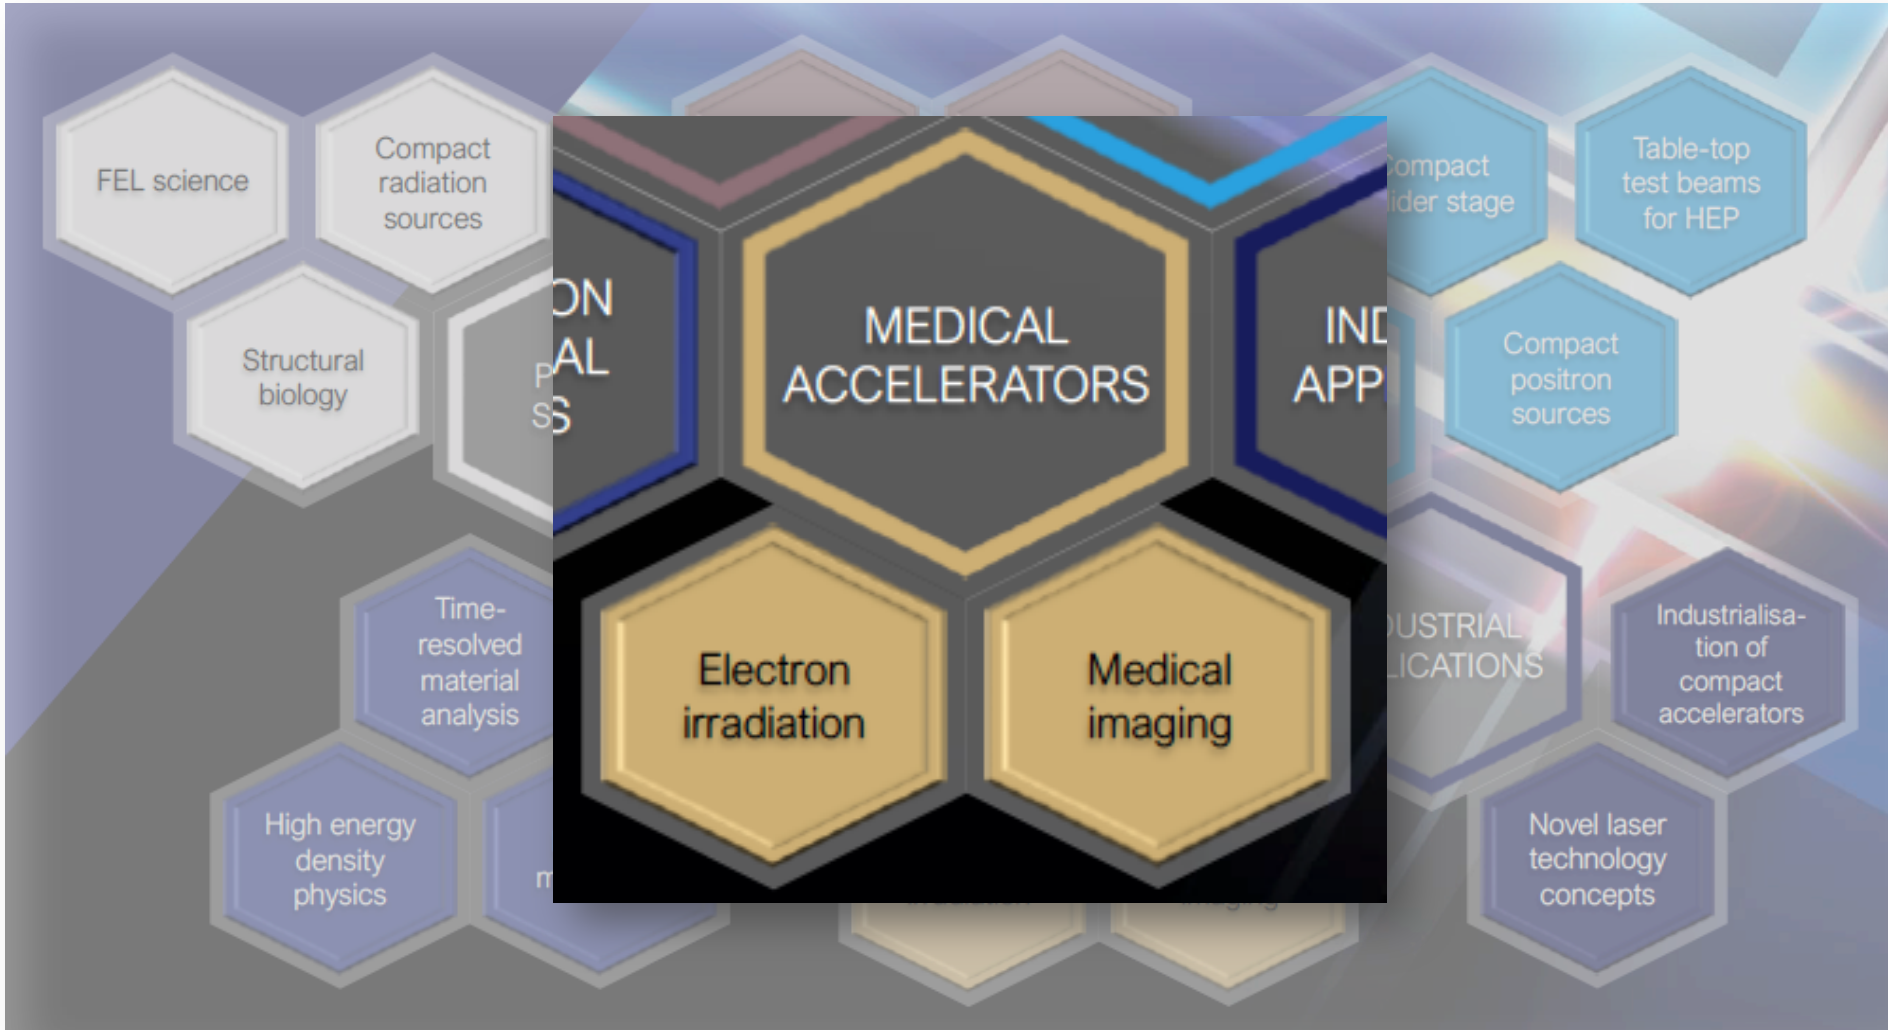 FEL science
Compact
radiation
sources
Structural
biology
MEDICAL
ACCELERATORS
Electron
irradiation
Medical
imaging
Time-
resolved
material
analysis
High energy
density
physics
Table-top
test beams
for HEP
stage
Compact
positron
sources
Industrialisa-
tion of
compact
accelerators
Novel laser
technology
concepts